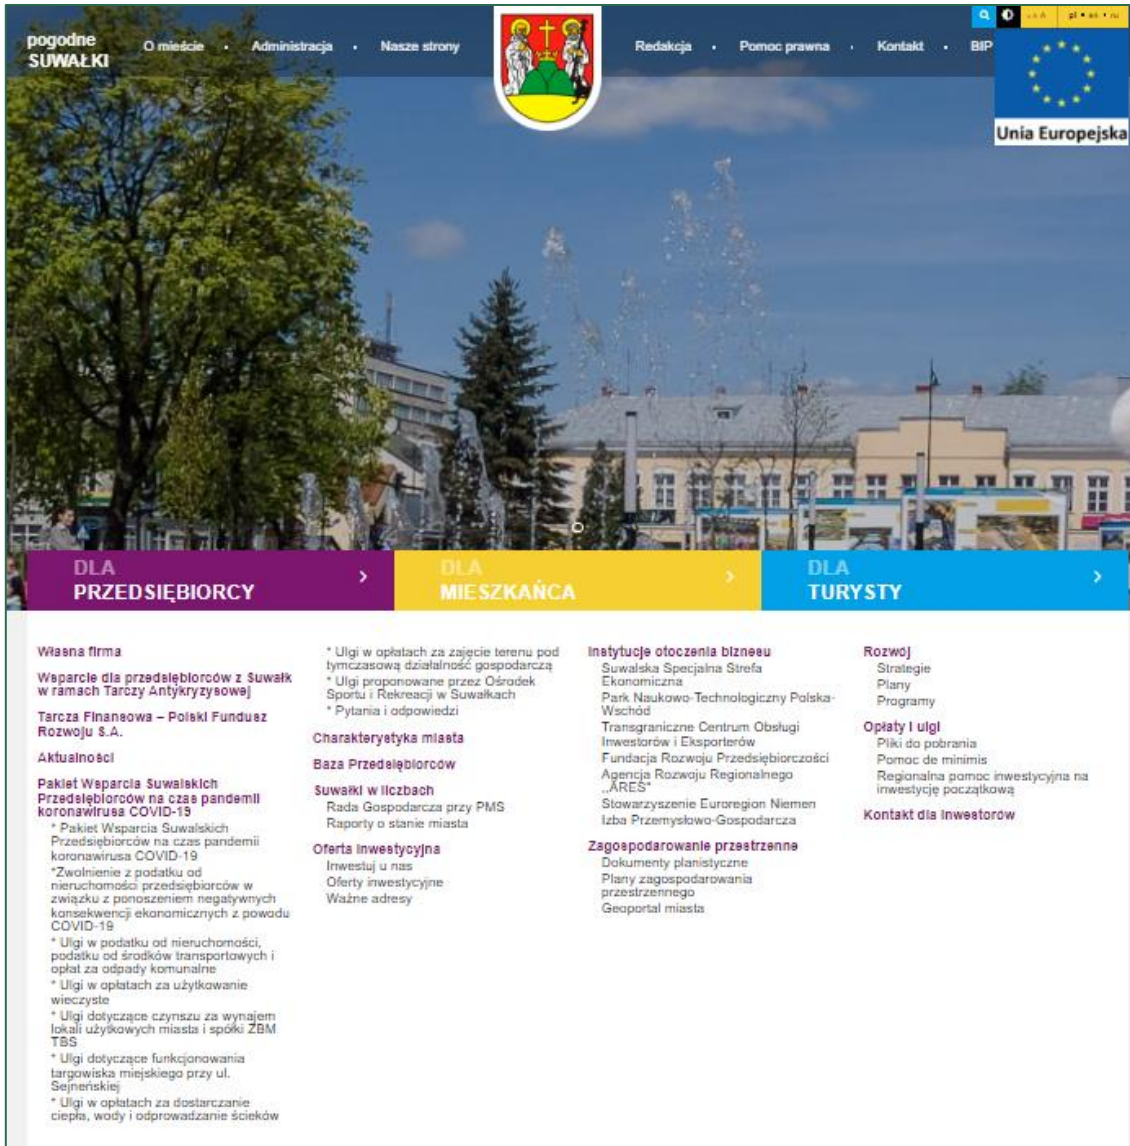 pogodne
SUWAŁKI
O mieście • Administracja • Nasze strony
Redakcja • Pomoc prawna • Kontakt • BIP
A A A pl • en • ru
Unia Europejska
DLA
PRZEDSIĘBIORCY
DLA
MIESZKAŃCA
DLA
TURYSTY
Własna firma
Wsparcie dla przedsiębiorców z Suwałk
w ramach Tarczy Antykryzysowej
Tarcza Finansowa – Polski Fundusz
Rozwoju S.A.
Aktualności
Pakiet Wsparcia Suwalskich
Przedsiębiorców na czas pandemii
koronawirusa COVID-19
* Pakiet Wsparcia Suwalskich
Przedsiębiorców na czas pandemii
koronawirusa COVID-19
*Zwolnienie z podatku od
nieruchomości przedsiębiorców w
związku z ponoszeniem negatywnych
konsekwencji ekonomicznych z powodu
COVID-19
* Ulgi w podatku od nieruchomości,
podatku od środków transportowych i
opłat za odpady komunalne
* Ulgi w opłatach za użytkowanie
wieczyste
* Ulgi dotyczące czynszu za wynajem
lokali użytkowych miasta i spółki ZBM
TBS
* Ulgi dotyczące funkcjonowania
targowiska miejskiego przy ul.
Sejneńskiej
* Ulgi w opłatach za dostarczanie
ciepła, wody i odprowadzanie ścieków
* Ulgi w opłatach za zajęcie terenu pod
tymczasową działalność gospodarczą
* Ulgi proponowane przez Ośrodek
Sportu i Rekreacji w Suwałkach
* Pytania i odpowiedzi
Charakterystyka miasta
Baza Przedsiębiorców
Suwałki w liczbach
Rada Gospodarcza przy PMS
Raporty o stanie miasta
Oferta inwestycyjna
Inwestuj u nas
Oferty inwestycyjne
Ważne adresy
Instytucje otoczenia biznesu
Suwalska Specjalna Strefa
Ekonomiczna
Park Naukowo-Technologiczny Polska-
Wschód
Transgraniczne Centrum Obsługi
Inwestorów i Eksporterów
Fundacja Rozwoju Przedsiębiorczości
Agencja Rozwoju Regionalnego
,,ARES"
Stowarzyszenie Euroregion Niemen
Izba Przemysłowo-Gospodarcza
Zagospodarowanie przestrzenne
Dokumenty planistyczne
Plany zagospodarowania
przestrzennego
Geoportal miasta
Rozwój
Strategie
Plany
Programy
Opłaty i ulgi
Pliki do pobrania
Pomoc de minimis
Regionalna pomoc inwestycyjna na
inwestycję początkową
Kontakt dla inwestorów